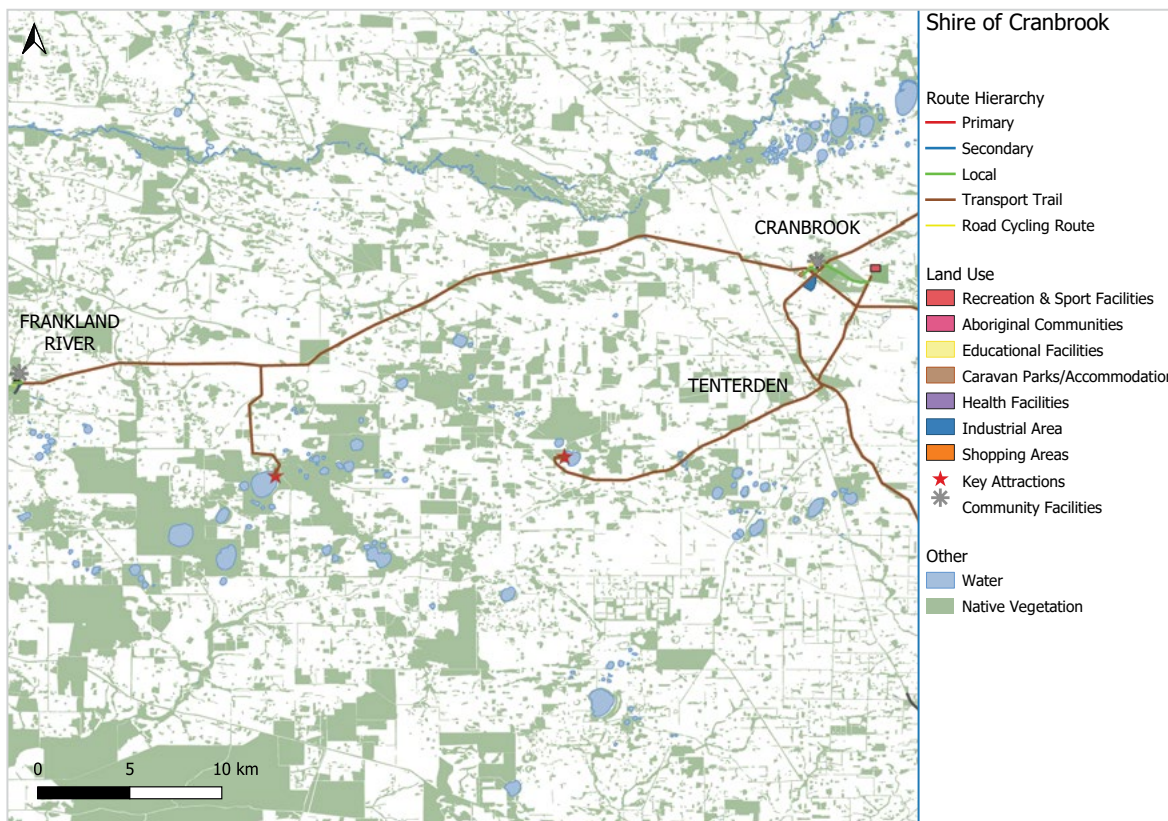 Shire of Cranbrook
Route Hierarchy
Primary
Secondary
Local
Transport Trail
Road Cycling Route
Land Use
Recreation & Sport Facilities
Aboriginal Communities
Educational Facilities
Caravan Parks/Accommodation
Health Facilities
Industrial Area
Shopping Areas
Key Attractions
Community Facilities
Other
Water
Native Vegetation
CRANBROOK
FRANKLAND
RIVER
TENTERDEN
0 5 10 km